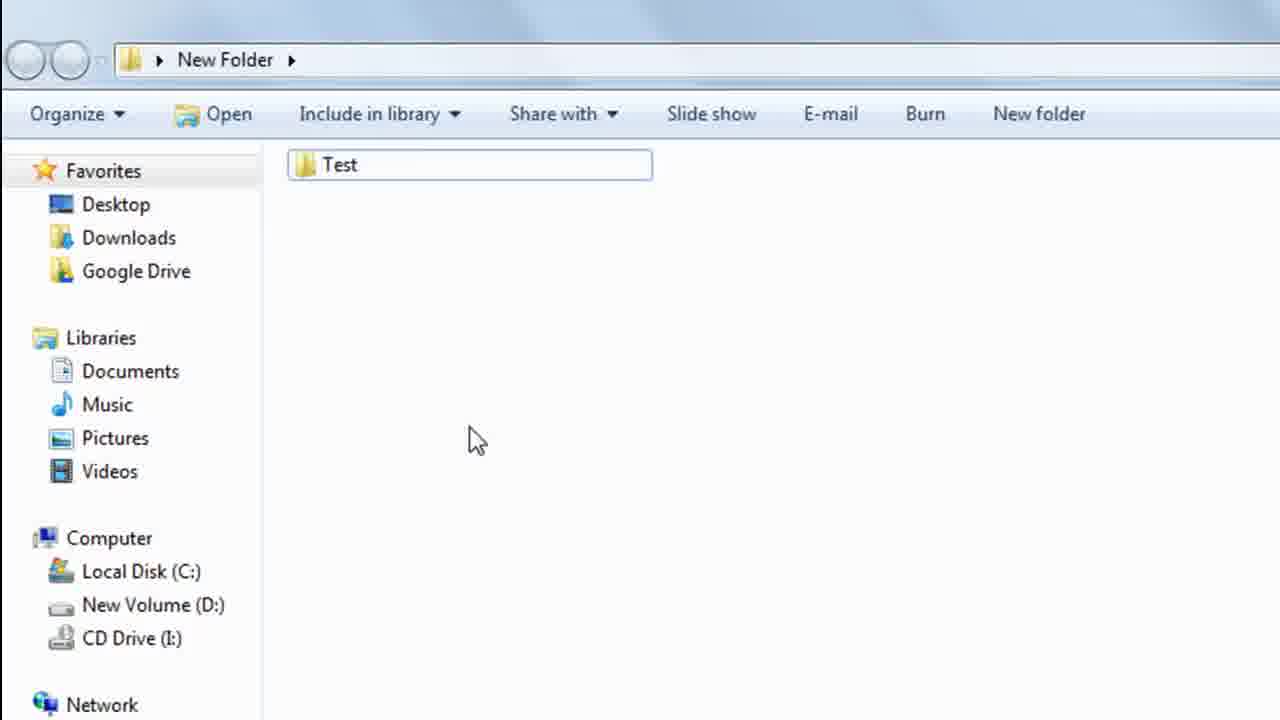 New Folder
Organize Open Include in library Share with Slide show E-mail Burn New folder
Favorites
Desktop
Downloads
Google Drive
Libraries
Documents
Music
Pictures
Videos
Computer
Local Disk (C:)
New Volume (D:)
CD Drive (I:)
Network
Test